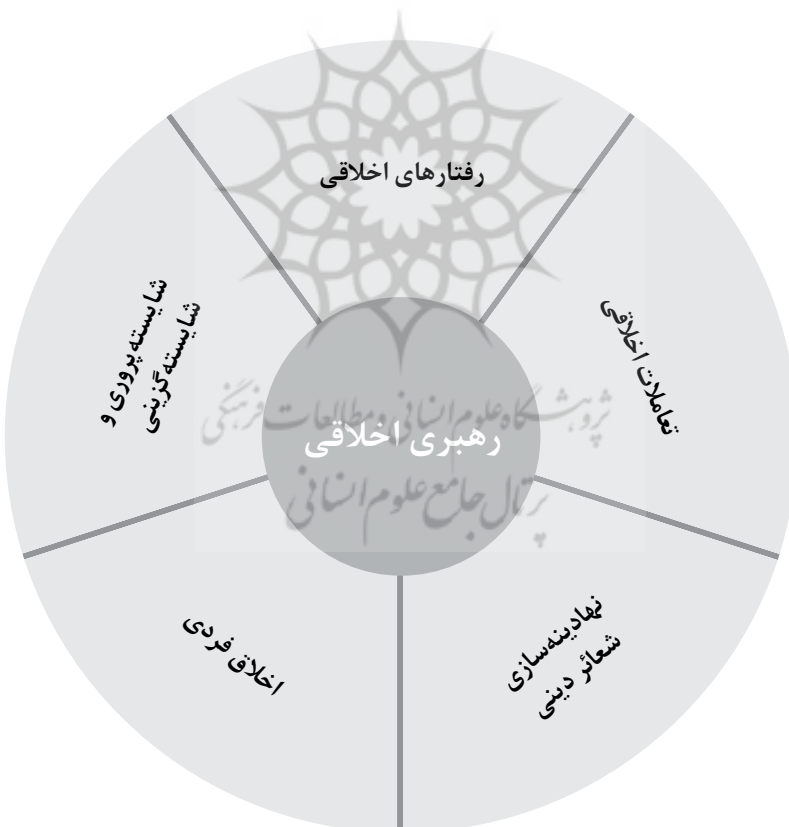 رفتارهای اخلاقی
تعاملات اخلاقی
نهادینه‌سازی
شعائر دینی
اخلاق فردی
شایسته‌پروری و
شایسته‌گزینی
رهبری اخلاقی
پژوهشگاه علوم انسانی و مطالعات فرهنگی
پرتال جامع علوم انسانی